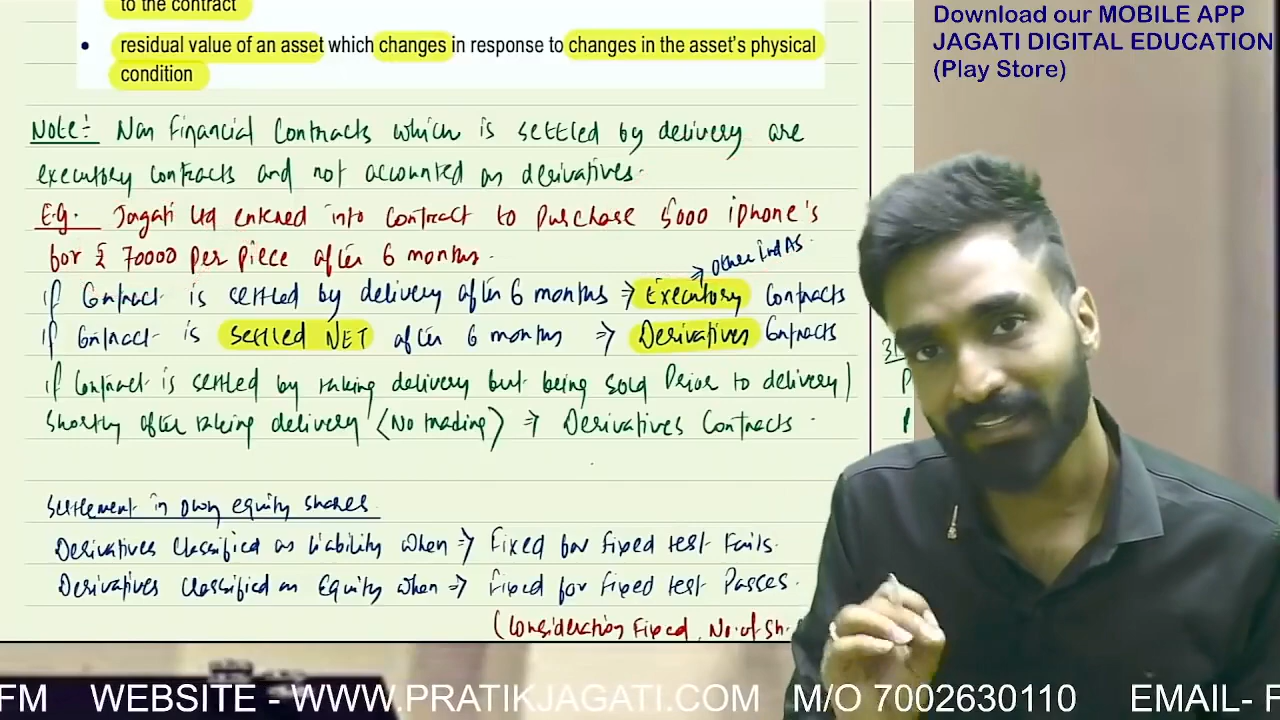 to the contract
• residual value of an asset which changes in response to changes in the asset's physical
condition
Note:- Non Financial Contracts which is settled by delivery are
executory contracts and not accounted as derivatives.
E.g. Jagati Ltd entered into contract to purchase 5000 iphone's
for ₹ 70000 per piece after 6 months.
⇒ other Ind AS.
if Contract is settled by delivery after 6 months ⇒ Executory Contracts
if Contract is settled NET after 6 months ⇒ Derivatives Contracts
if Contract is settled by taking delivery but being sold Prior to delivery /
shortly after taking delivery (No trading) ⇒ Derivatives Contracts.
Settlement in own equity shares
Derivatives classified as liability when ⇒ Fixed for fixed test Fails.
Derivatives classified as Equity when ⇒ Fixed for fixed test Passes.
(Consideration Fixed, No. of Sh.
Download our MOBILE APP
JAGATI DIGITAL EDUCATION
(Play Store)
FM WEBSITE - WWW.PRATIKJAGATI.COM M/O 7002630110 EMAIL- F